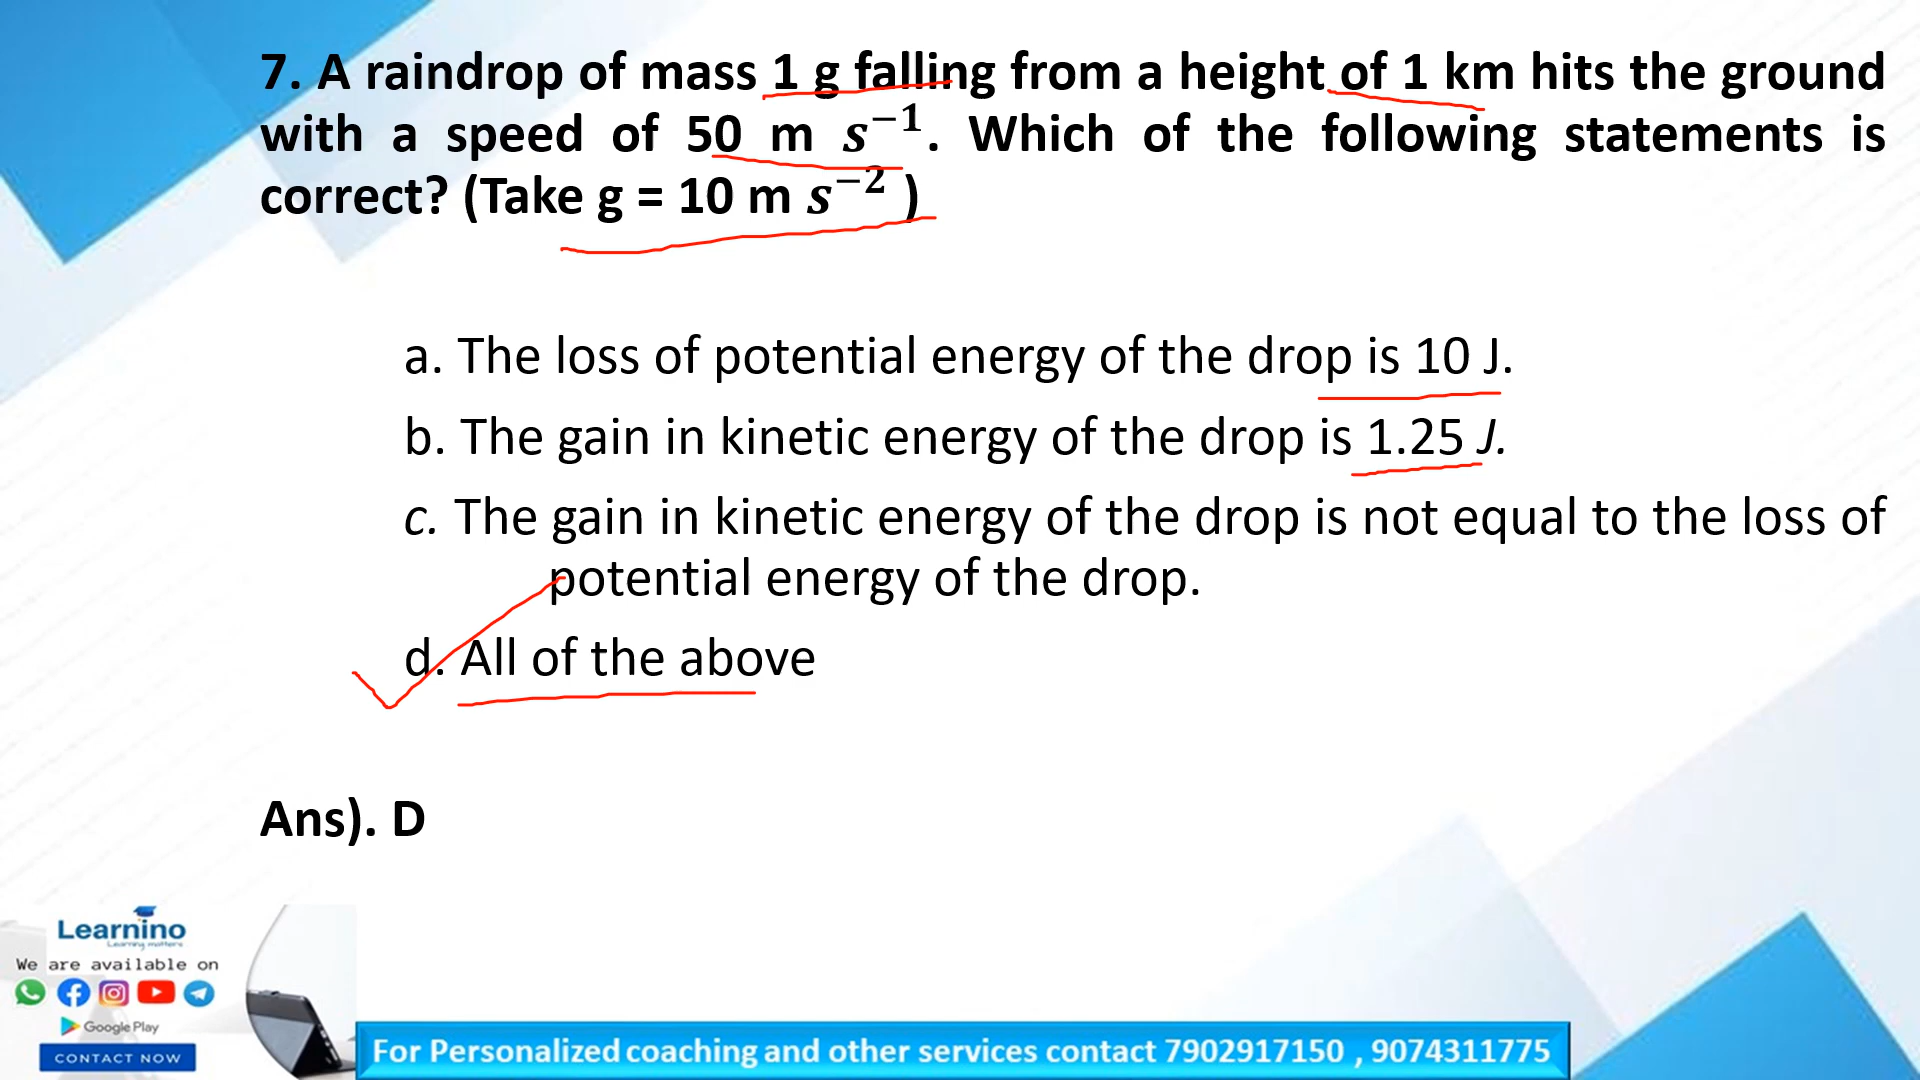 7. A raindrop of mass 1 g falling from a height of 1 km hits the ground
with a speed of 50 m s⁻¹. Which of the following statements is
correct? (Take g = 10 m s⁻² )
a. The loss of potential energy of the drop is 10 J.
b. The gain in kinetic energy of the drop is 1.25 J.
c. The gain in kinetic energy of the drop is not equal to the loss of
potential energy of the drop.
d. All of the above
Ans). D
Learnino
Learning matters
We are available on
Google Play
CONTACT NOW
For Personalized coaching and other services contact 7902917150 , 9074311775